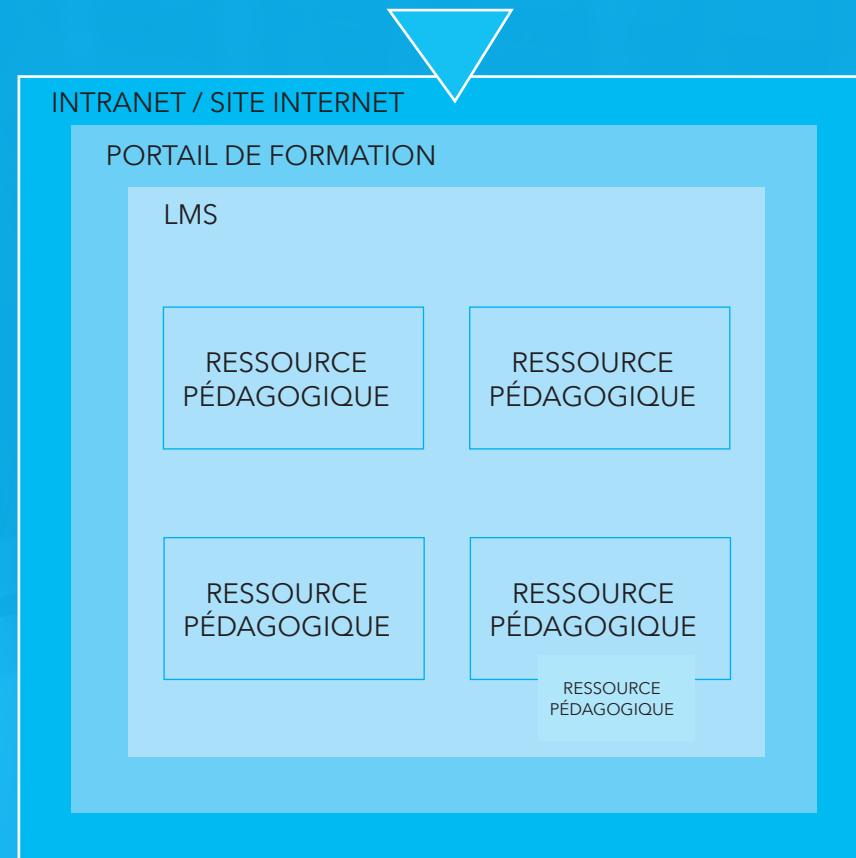 INTRANET / SITE INTERNET
PORTAIL DE FORMATION
LMS
RESSOURCE
PÉDAGOGIQUE
RESSOURCE
PÉDAGOGIQUE
RESSOURCE
PÉDAGOGIQUE
RESSOURCE
PÉDAGOGIQUE
RESSOURCE
PÉDAGOGIQUE